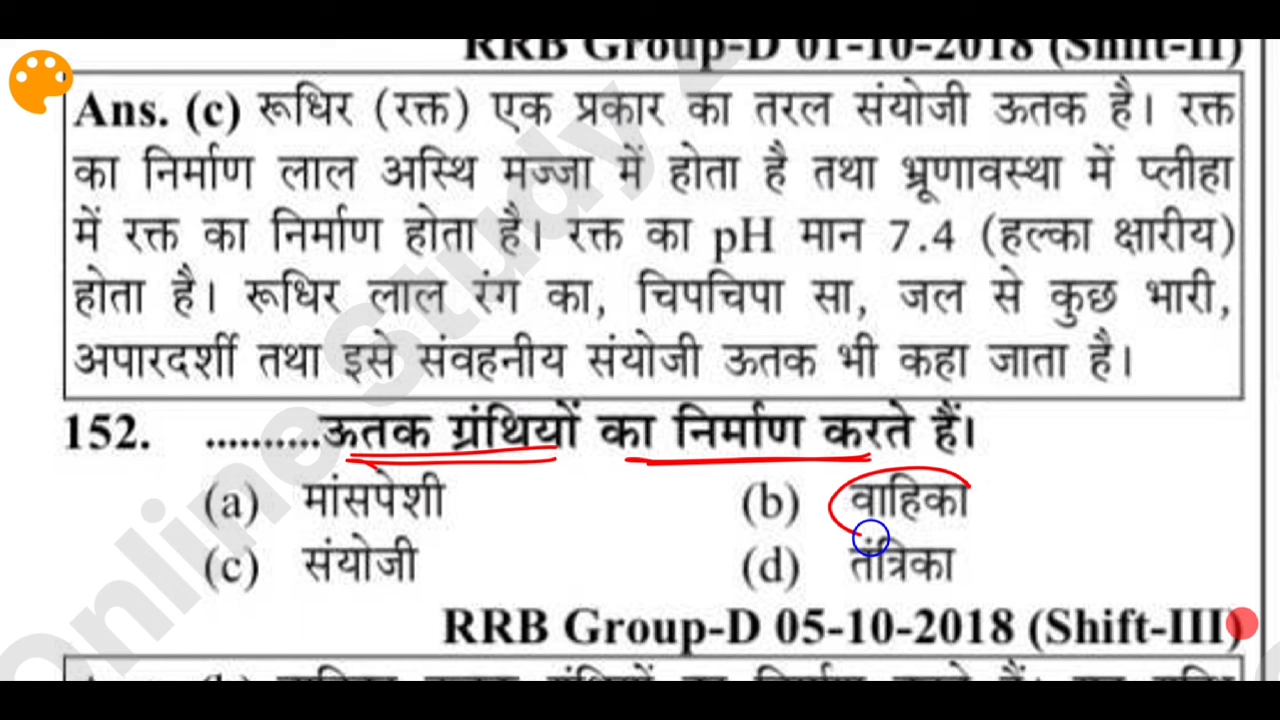 RRB Group-D 01-10-2018 (Shift-II)
Ans. (c) रूधिर (रक्त) एक प्रकार का तरल संयोजी ऊतक है। रक्त
का निर्माण लाल अस्थि मज्जा में होता है तथा भ्रूणावस्था में प्लीहा
में रक्त का निर्माण होता है। रक्त का pH मान 7.4 (हल्का क्षारीय)
होता है। रूधिर लाल रंग का, चिपचिपा सा, जल से कुछ भारी,
अपारदर्शी तथा इसे संवहनीय संयोजी ऊतक भी कहा जाता है।
152. ..........ऊतक ग्रंथियों का निर्माण करते हैं।
(a) मांसपेशी (b) वाहिका
(c) संयोजी (d) तंत्रिका
RRB Group-D 05-10-2018 (Shift-III)
Online Study